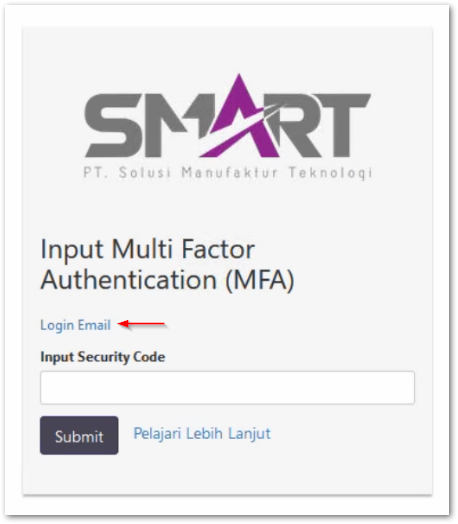 SMART
PT. Solusi Manufaktur Teknologi
Input Multi Factor
Authentication (MFA)
Login Email
Input Security Code
Submit
Pelajari Lebih Lanjut